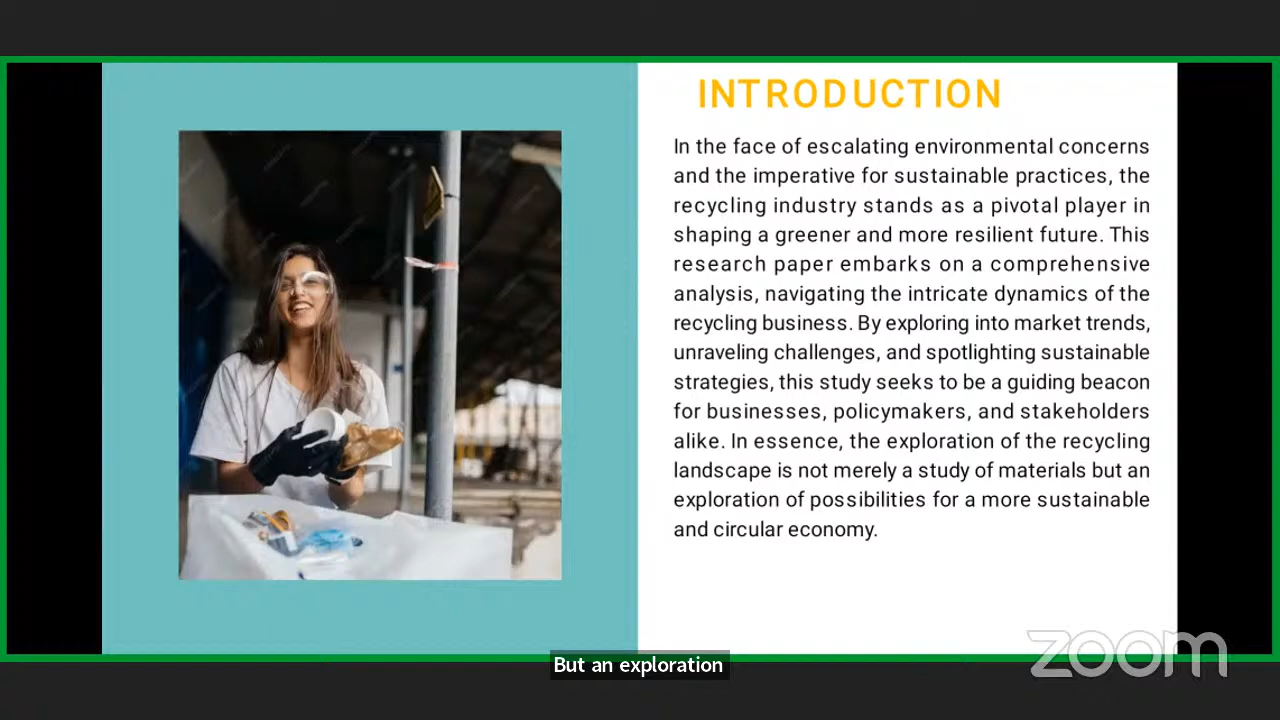 INTRODUCTION
In the face of escalating environmental concerns
and the imperative for sustainable practices, the
recycling industry stands as a pivotal player in
shaping a greener and more resilient future. This
research paper embarks on a comprehensive
analysis, navigating the intricate dynamics of the
recycling business. By exploring into market trends,
unraveling challenges, and spotlighting sustainable
strategies, this study seeks to be a guiding beacon
for businesses, policymakers, and stakeholders
alike. In essence, the exploration of the recycling
landscape is not merely a study of materials but an
exploration of possibilities for a more sustainable
and circular economy.
zoom
But an exploration